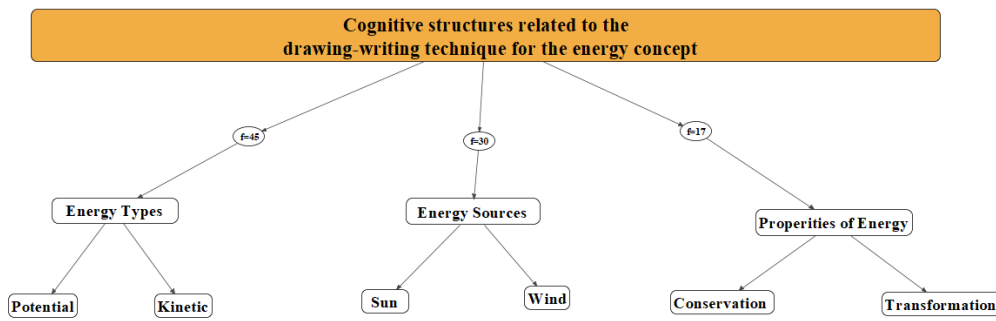 Cognitive structures related to the
drawing-writing technique for the energy concept
f=45
f=30
f=17
Energy Types
Energy Sources
Properities of Energy
Potential
Kinetic
Sun
Wind
Conservation
Transformation